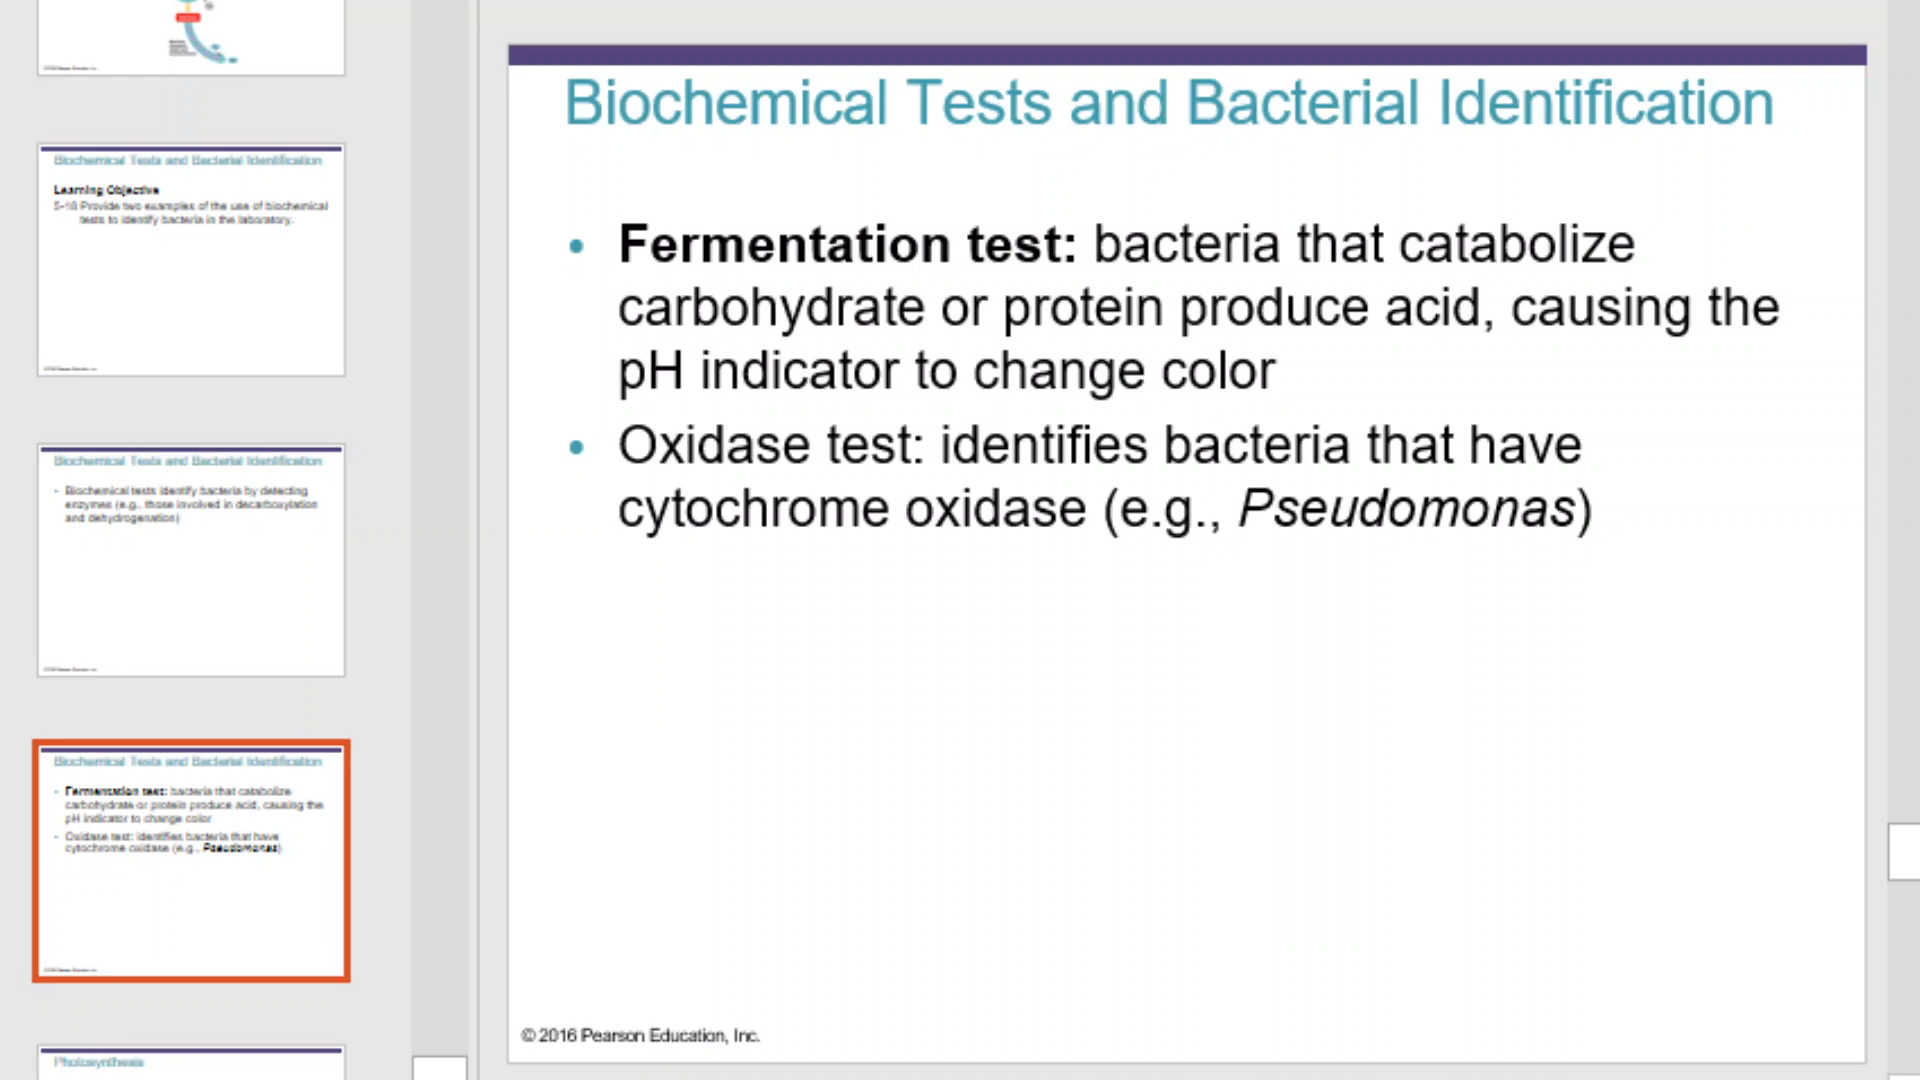 Biochemical Tests and Bacterial Identification
Learning Objective
5-18 Provide two examples of the use of biochemical
tests to identify bacteria in the laboratory.
Biochemical Tests and Bacterial Identification
• Biochemical tests identify bacteria by detecting
enzymes (e.g., those involved in decarboxylation
and dehydrogenation)
Biochemical Tests and Bacterial Identification
• Fermentation test: bacteria that catabolize
carbohydrate or protein produce acid, causing the
pH indicator to change color
• Oxidase test: identifies bacteria that have
cytochrome oxidase (e.g., Pseudomonas)
Photosynthesis
Biochemical Tests and Bacterial Identification
• Fermentation test: bacteria that catabolize
carbohydrate or protein produce acid, causing the
pH indicator to change color
• Oxidase test: identifies bacteria that have
cytochrome oxidase (e.g., Pseudomonas)
© 2016 Pearson Education, Inc.